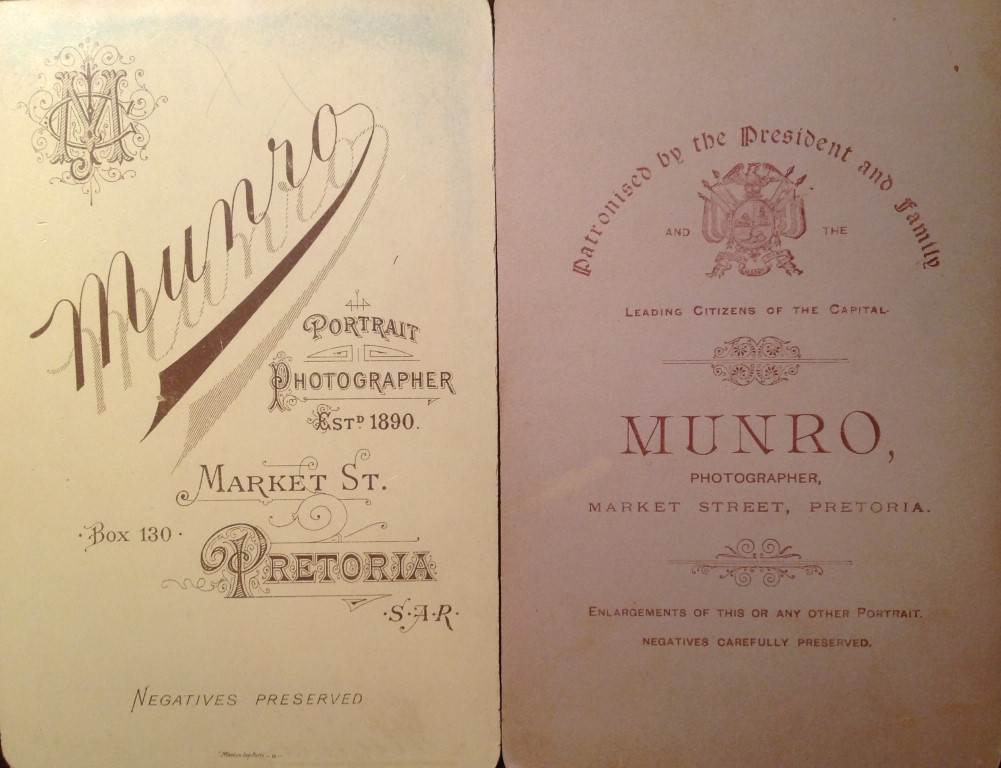 Munro
PORTRAIT
PHOTOGRAPHER
ESTD 1890.
MARKET ST.
·BOX 130·
PRETORIA
·S·A·R·
NEGATIVES PRESERVED
Patronised by the President and Family
AND THE
LEADING CITIZENS OF THE CAPITAL.
MUNRO,
PHOTOGRAPHER,
MARKET STREET, PRETORIA.
ENLARGEMENTS OF THIS OR ANY OTHER PORTRAIT.
NEGATIVES CAREFULLY PRESERVED.